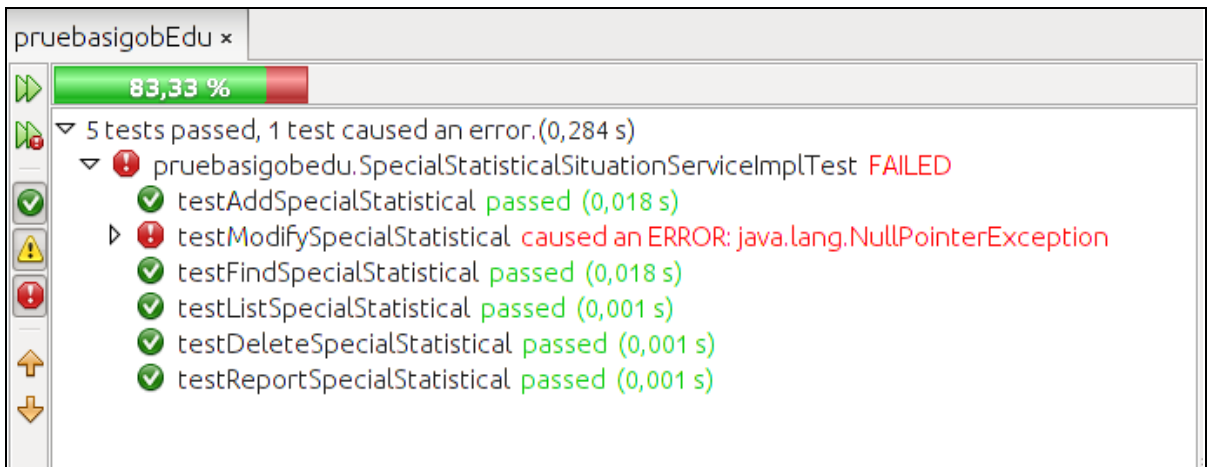 pruebasigobEdu ×
83,33 %
5 tests passed, 1 test caused an error.(0,284 s)
pruebasigobedu.SpecialStatisticalSituationServiceImplTest FAILED
testAddSpecialStatistical passed (0,018 s)
testModifySpecialStatistical caused an ERROR: java.lang.NullPointerException
testFindSpecialStatistical passed (0,018 s)
testListSpecialStatistical passed (0,001 s)
testDeleteSpecialStatistical passed (0,001 s)
testReportSpecialStatistical passed (0,001 s)